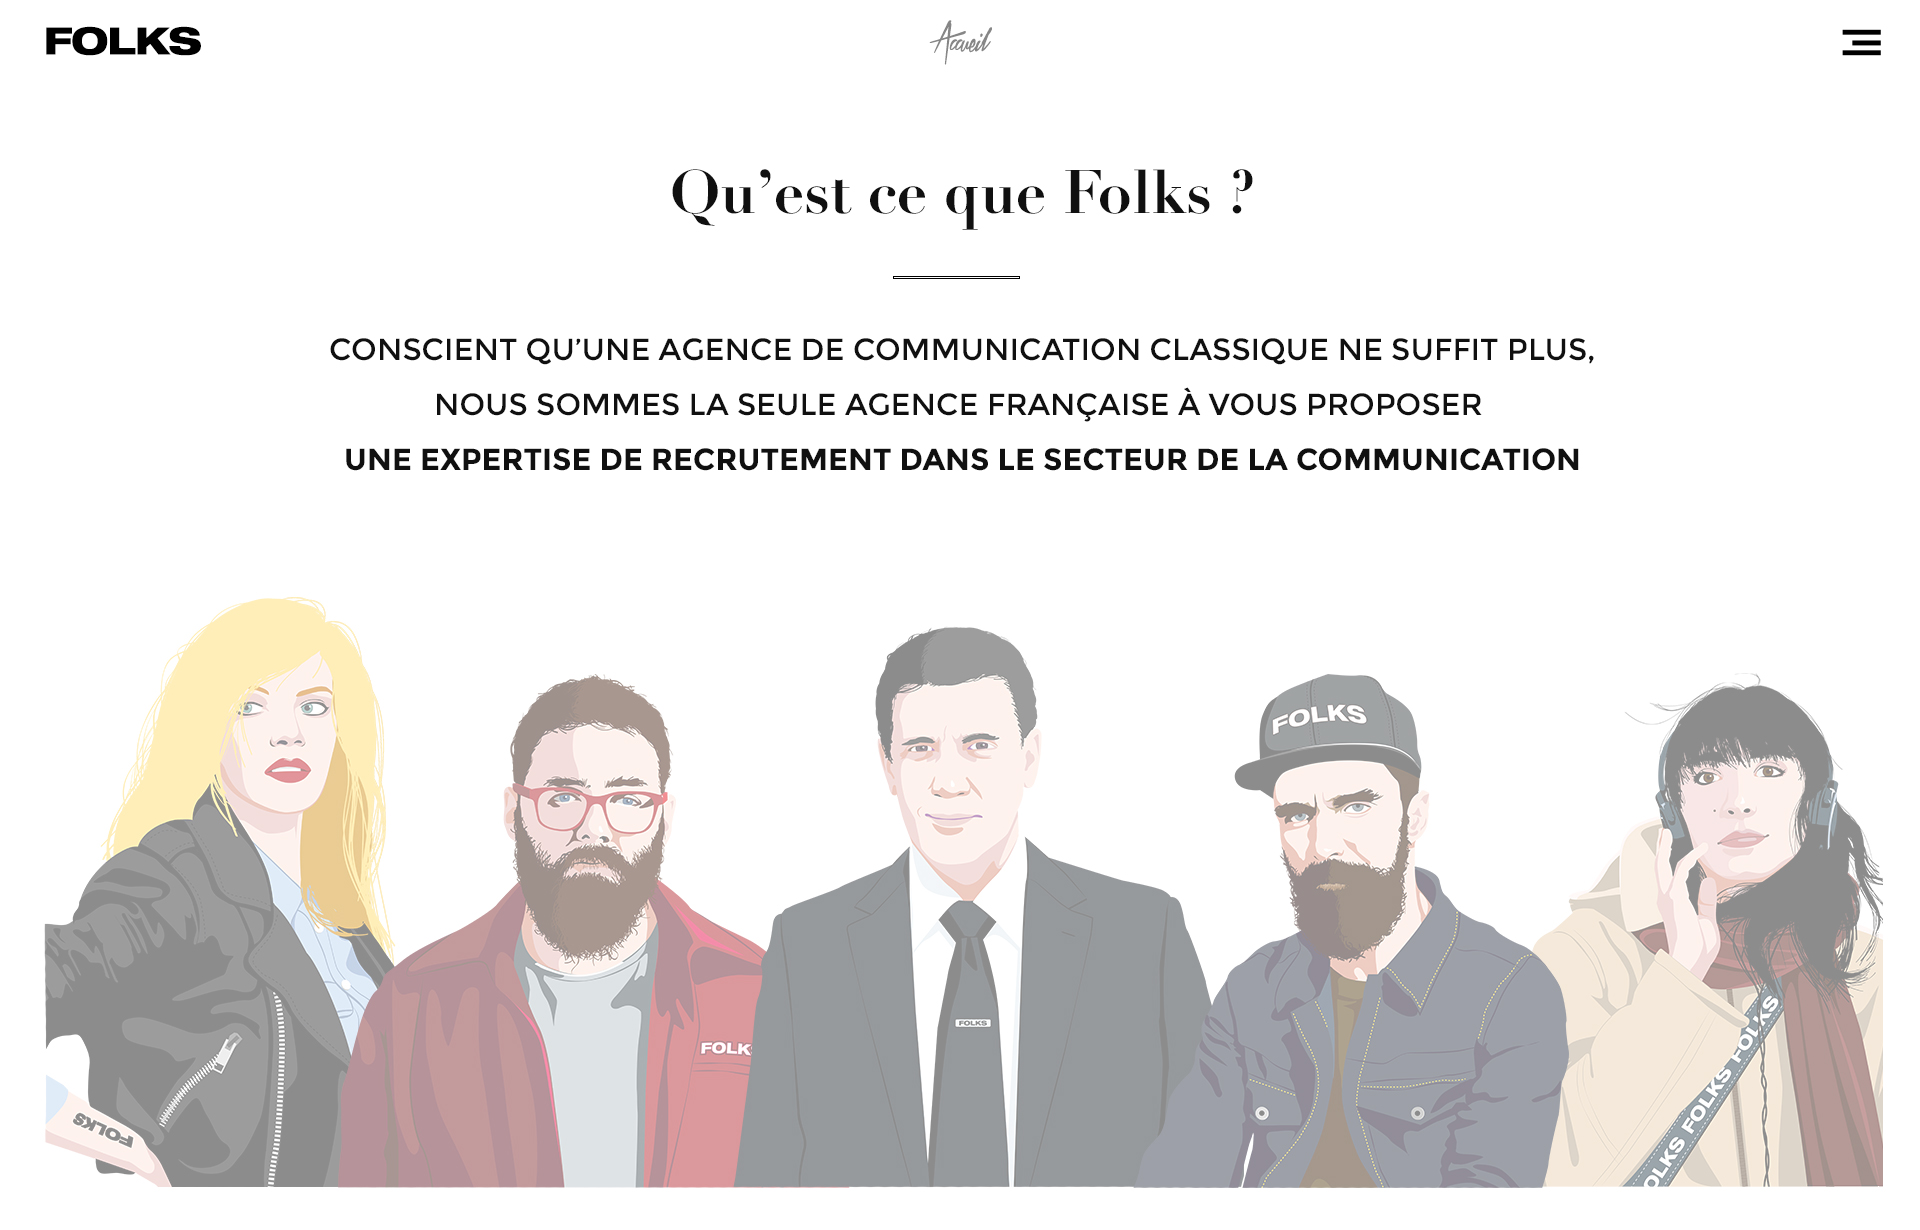 FOLKS
Accueil
Qu’est ce que Folks ?
CONSCIENT QU’UNE AGENCE DE COMMUNICATION CLASSIQUE NE SUFFIT PLUS,
NOUS SOMMES LA SEULE AGENCE FRANÇAISE À VOUS PROPOSER
UNE EXPERTISE DE RECRUTEMENT DANS LE SECTEUR DE LA COMMUNICATION
FOLKS
FOLKS
FOLK
FOLKS
FOLKS
FOLKS
OLKS